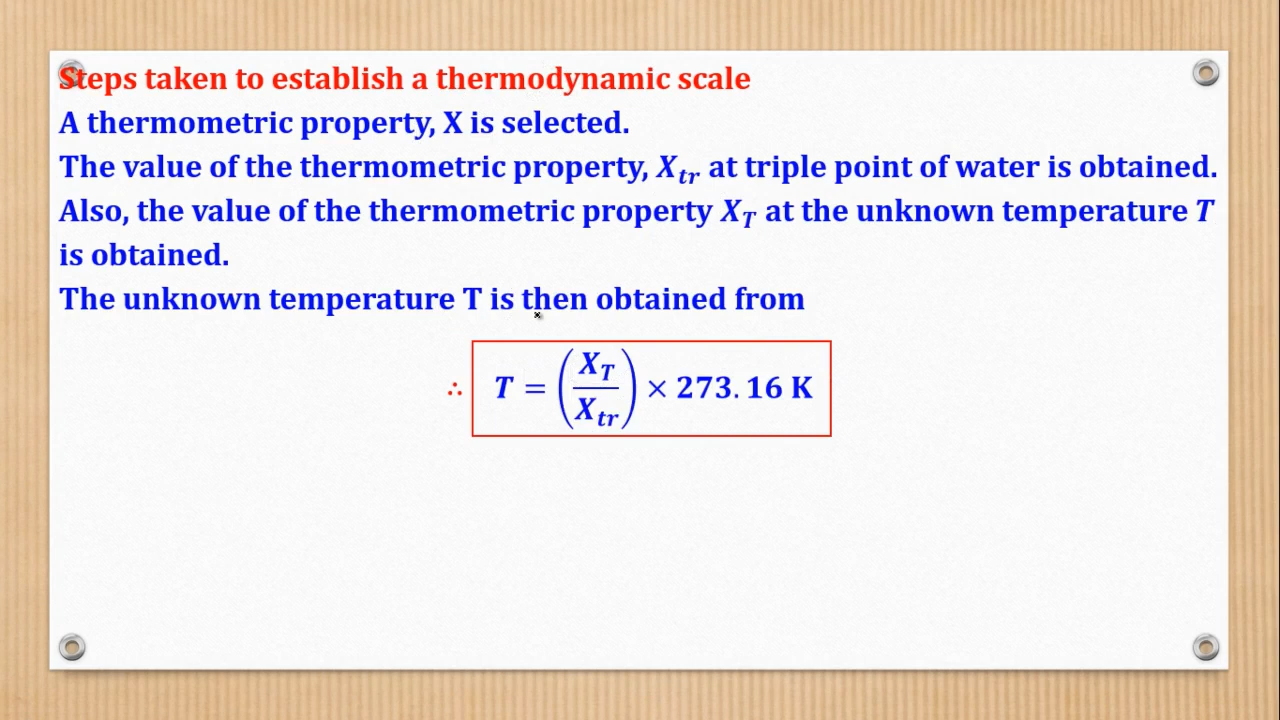 Steps taken to establish a thermodynamic scale
A thermometric property, X is selected.
The value of the thermometric property, X_tr at triple point of water is obtained.
Also, the value of the thermometric property X_T at the unknown temperature T
is obtained.
The unknown temperature T is then obtained from
∴ T = (X_T / X_tr) × 273.16 K